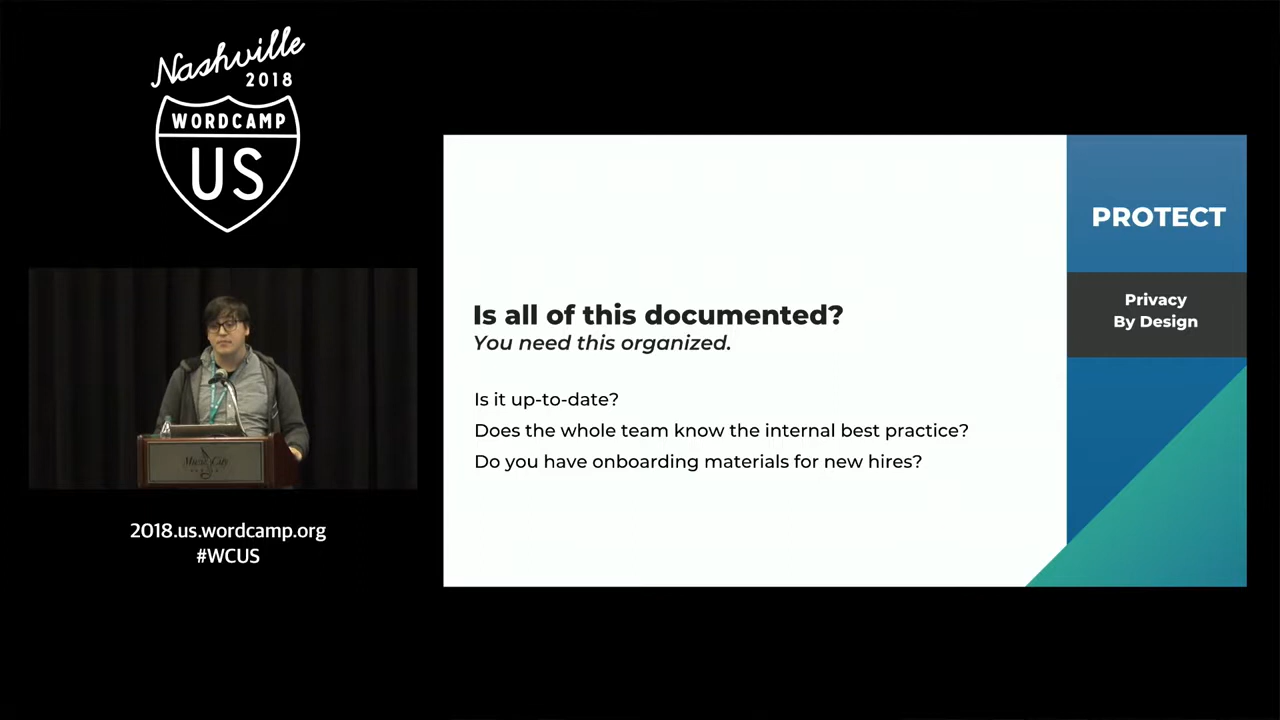 Nashville
2018
WORDCAMP
US
PROTECT
Privacy
By Design
Is all of this documented?
You need this organized.
Is it up-to-date?
Does the whole team know the internal best practice?
Do you have onboarding materials for new hires?
2018.us.wordcamp.org
#WCUS